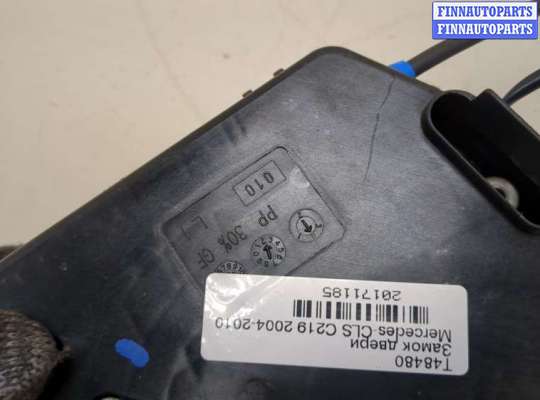 FINNAUTOPARTS
FINNAUTOPARTS
010
PP 30% GF
T48480
Замок двери
Mercedes CLS C219 2004-2010
20171185